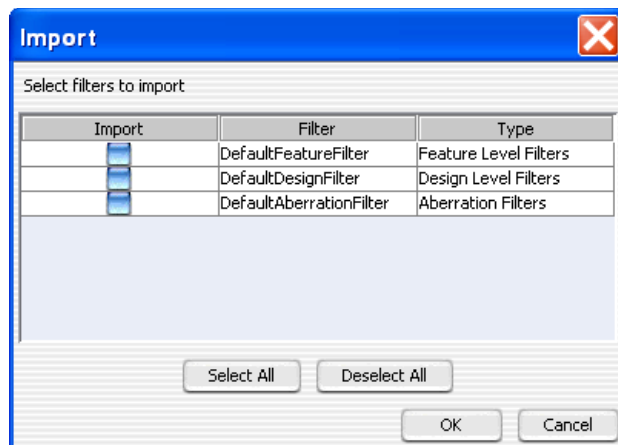 Import
Select filters to import
Import Filter Type
DefaultFeatureFilter Feature Level Filters
DefaultDesignFilter Design Level Filters
DefaultAberrationFilter Aberration Filters
Select All Deselect All
OK Cancel